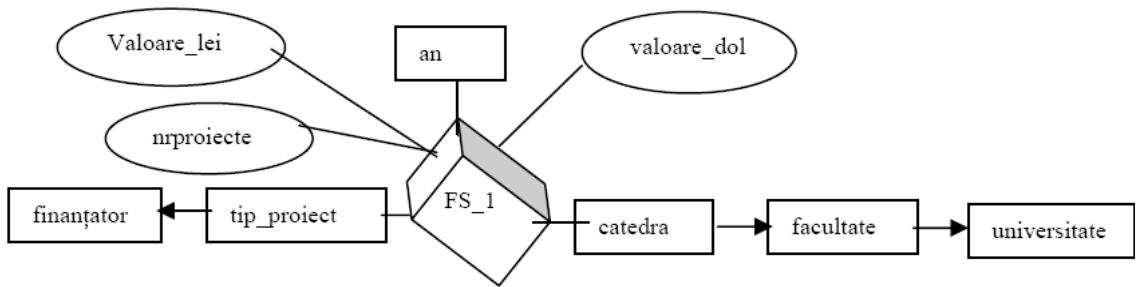 Valoare_lei
an
valoare_dol
nrproiecte
finanțator
tip_proiect
FS_1
catedra
facultate
universitate